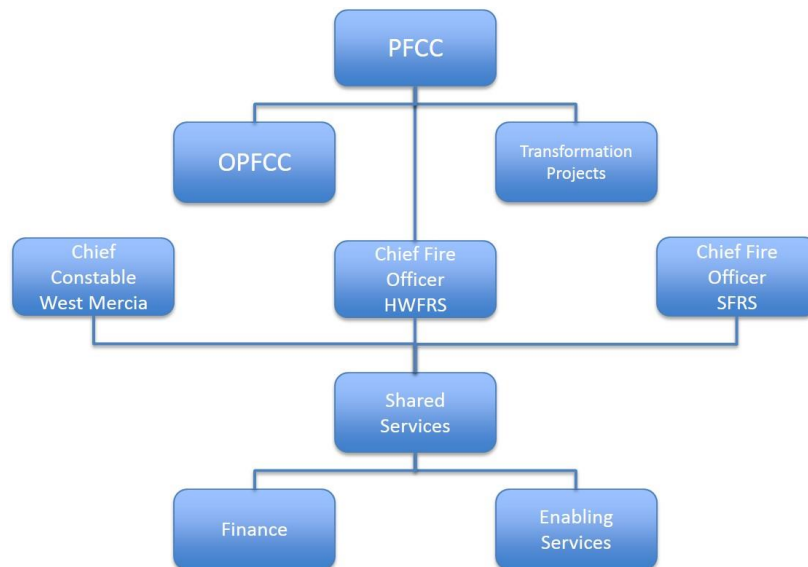 PFCC
OPFCC
Transformation
Projects
Chief
Constable
West Mercia
Chief Fire
Officer
HWFRS
Chief Fire
Officer
SFRS
Shared
Services
Finance
Enabling
Services